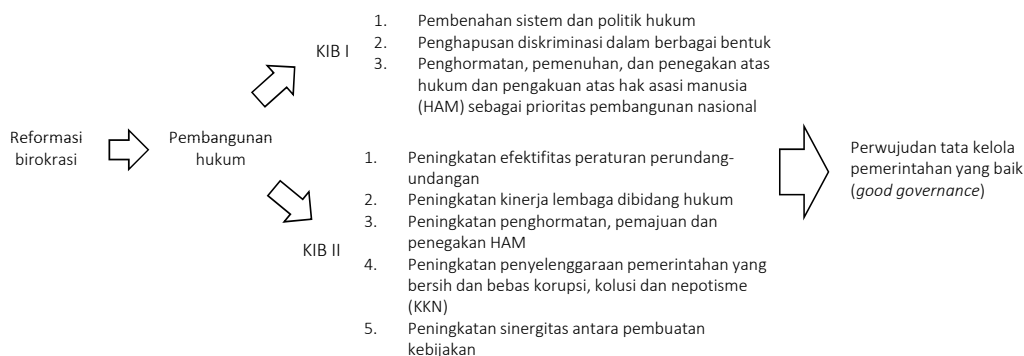 Reformasi
birokrasi
Pembangunan
hukum
KIB I
1. Pembenahan sistem dan politik hukum
2. Penghapusan diskriminasi dalam berbagai bentuk
3. Penghormatan, pemenuhan, dan penegakan atas
hukum dan pengakuan atas hak asasi manusia
(HAM) sebagai prioritas pembangunan nasional
KIB II
1. Peningkatan efektifitas peraturan perundang-
undangan
2. Peningkatan kinerja lembaga dibidang hukum
3. Peningkatan penghormatan, pemajuan dan
penegakan HAM
4. Peningkatan penyelenggaraan pemerintahan yang
bersih dan bebas korupsi, kolusi dan nepotisme
(KKN)
5. Peningkatan sinergitas antara pembuatan
kebijakan
Perwujudan tata kelola
pemerintahan yang baik
(good governance)